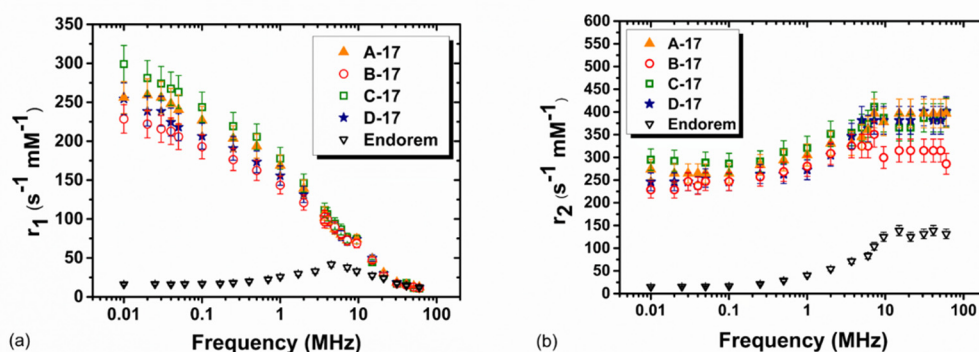 350
300
250
200
150
100
50
0
r1 (s-1 mM-1)
A-17
B-17
C-17
D-17
Endorem
0.01 0.1 1 10 100
Frequency (MHz)
(a)
600
550
500
450
400
350
300
250
200
150
100
50
0
r2 (s-1 mM-1)
A-17
B-17
C-17
D-17
Endorem
0.01 0.1 1 10 100
Frequency (MHz)
(b)